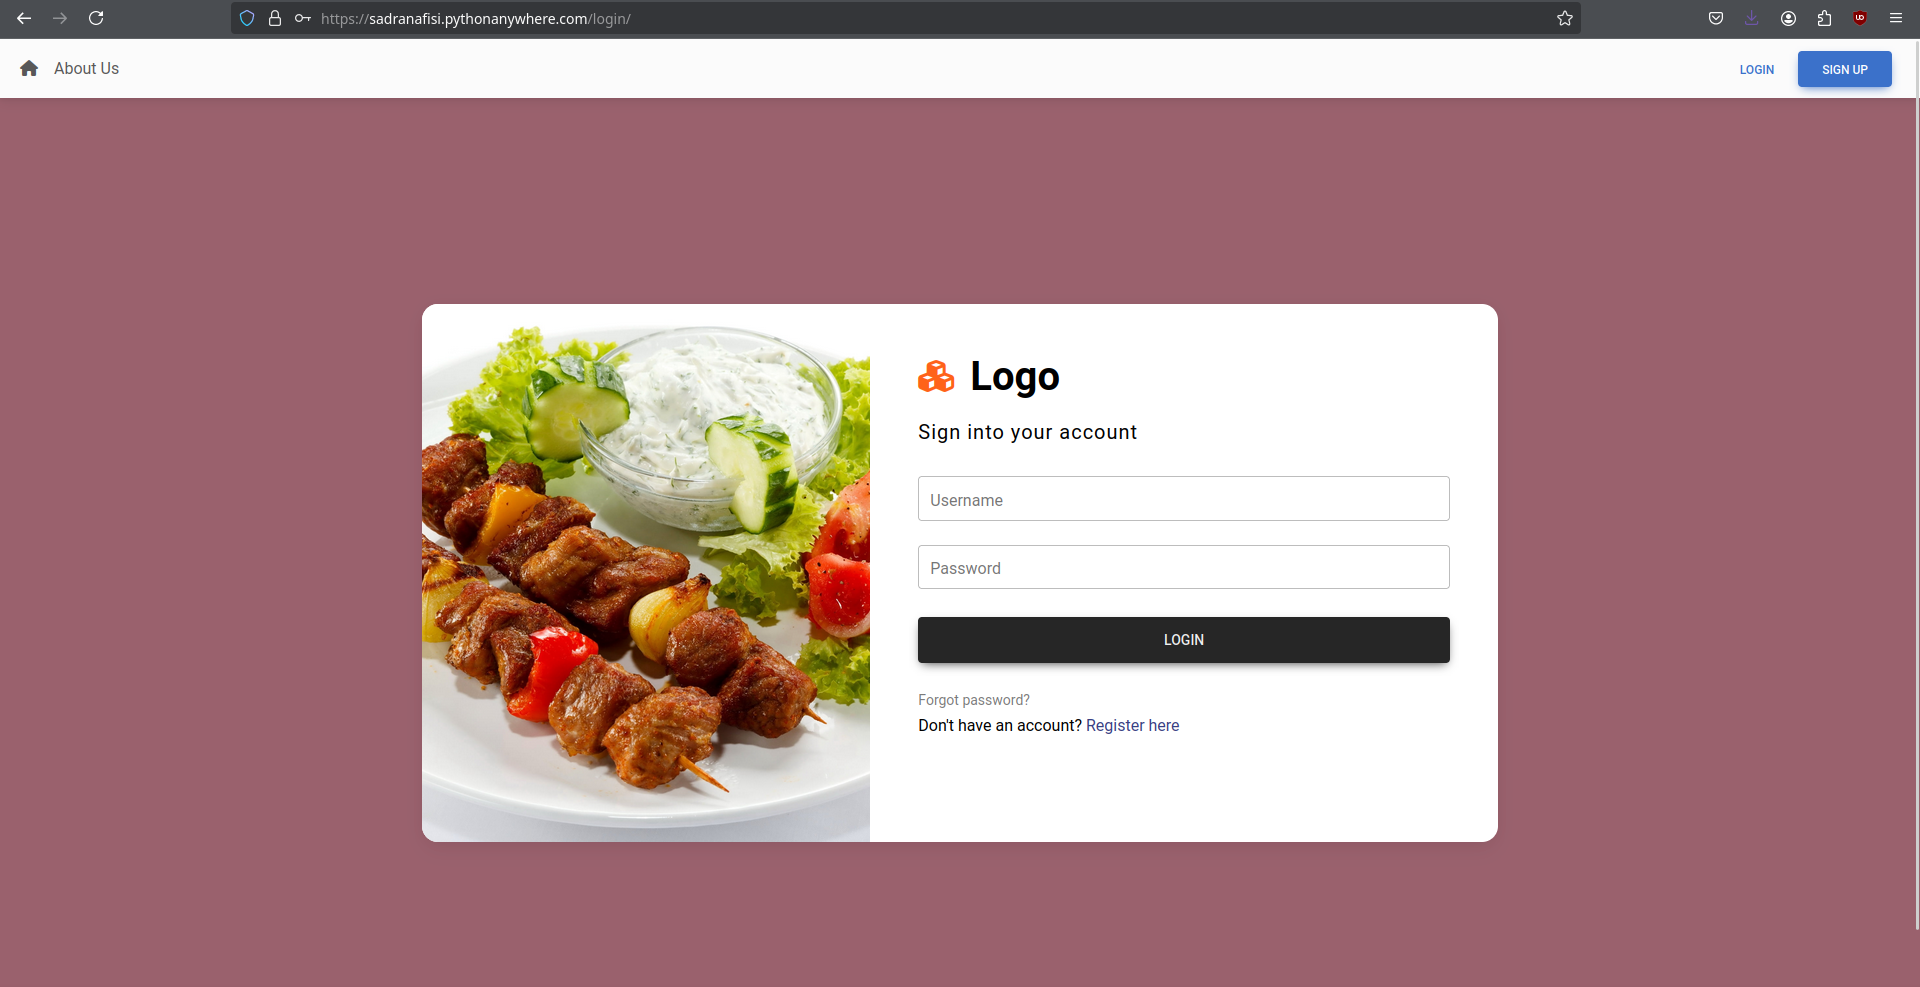 https://sadranafisi.pythonanywhere.com/login/
About Us
LOGIN
SIGN UP
Logo
Sign into your account
Username
Password
LOGIN
Forgot password?
Don't have an account? Register here